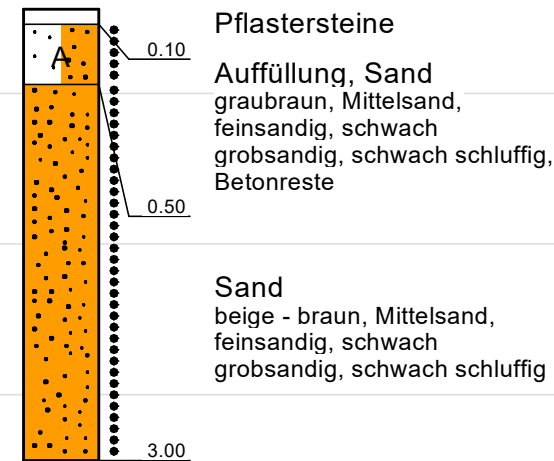 Pflastersteine
0.10
A
Auffüllung, Sand
graubraun, Mittelsand,
feinsandig, schwach
grobsandig, schwach schluffig,
Betonreste
0.50
Sand
beige - braun, Mittelsand,
feinsandig, schwach
grobsandig, schwach schluffig
3.00